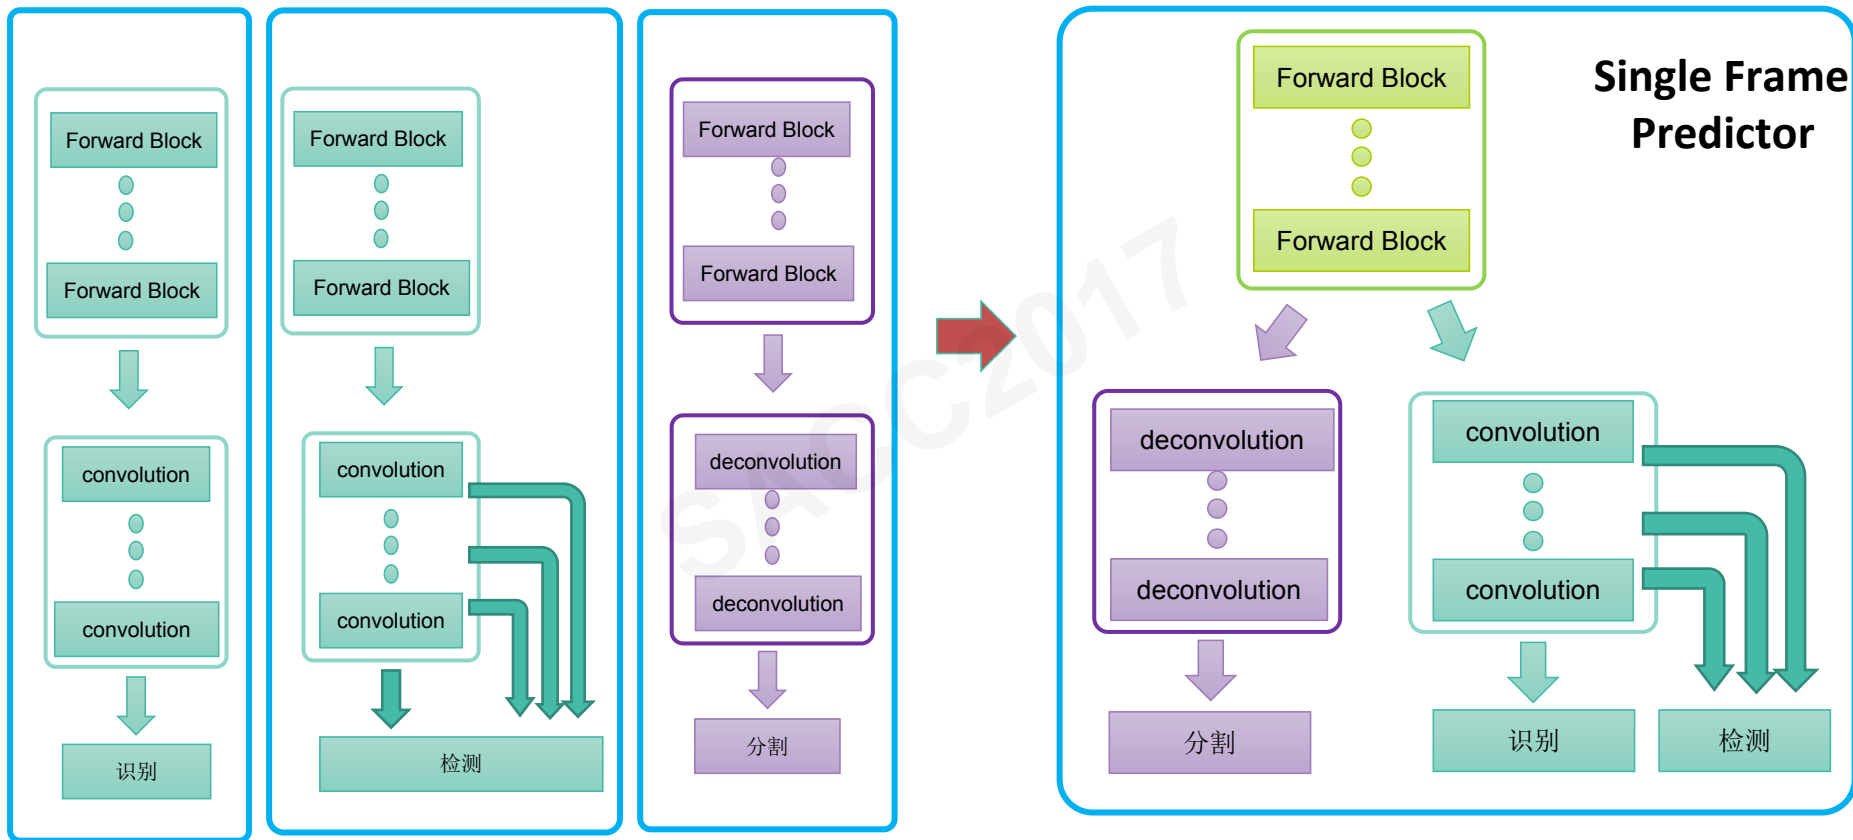 Forward Block
Forward Block
convolution
convolution
识别
Forward Block
Forward Block
convolution
convolution
检测
Forward Block
Forward Block
deconvolution
deconvolution
分割
Single Frame
Predictor
Forward Block
Forward Block
deconvolution
deconvolution
分割
convolution
convolution
识别
检测
SACC2017